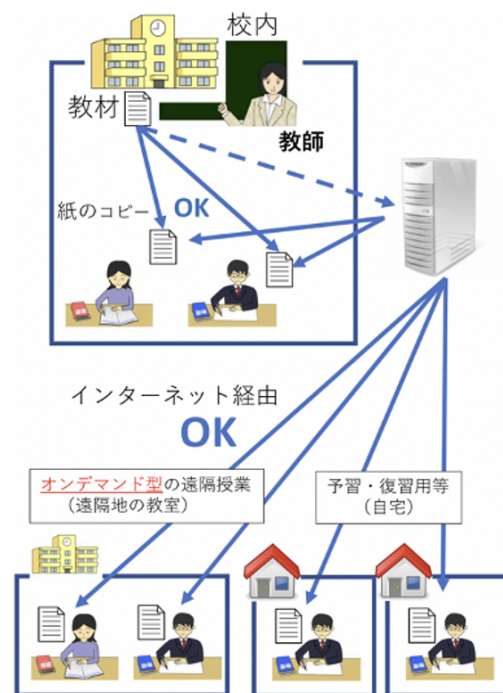 校内
教材
教師
紙のコピー
OK
インターネット経由
OK
オンデマンド型の遠隔授業
（遠隔地の教室）
予習・復習用等
（自宅）